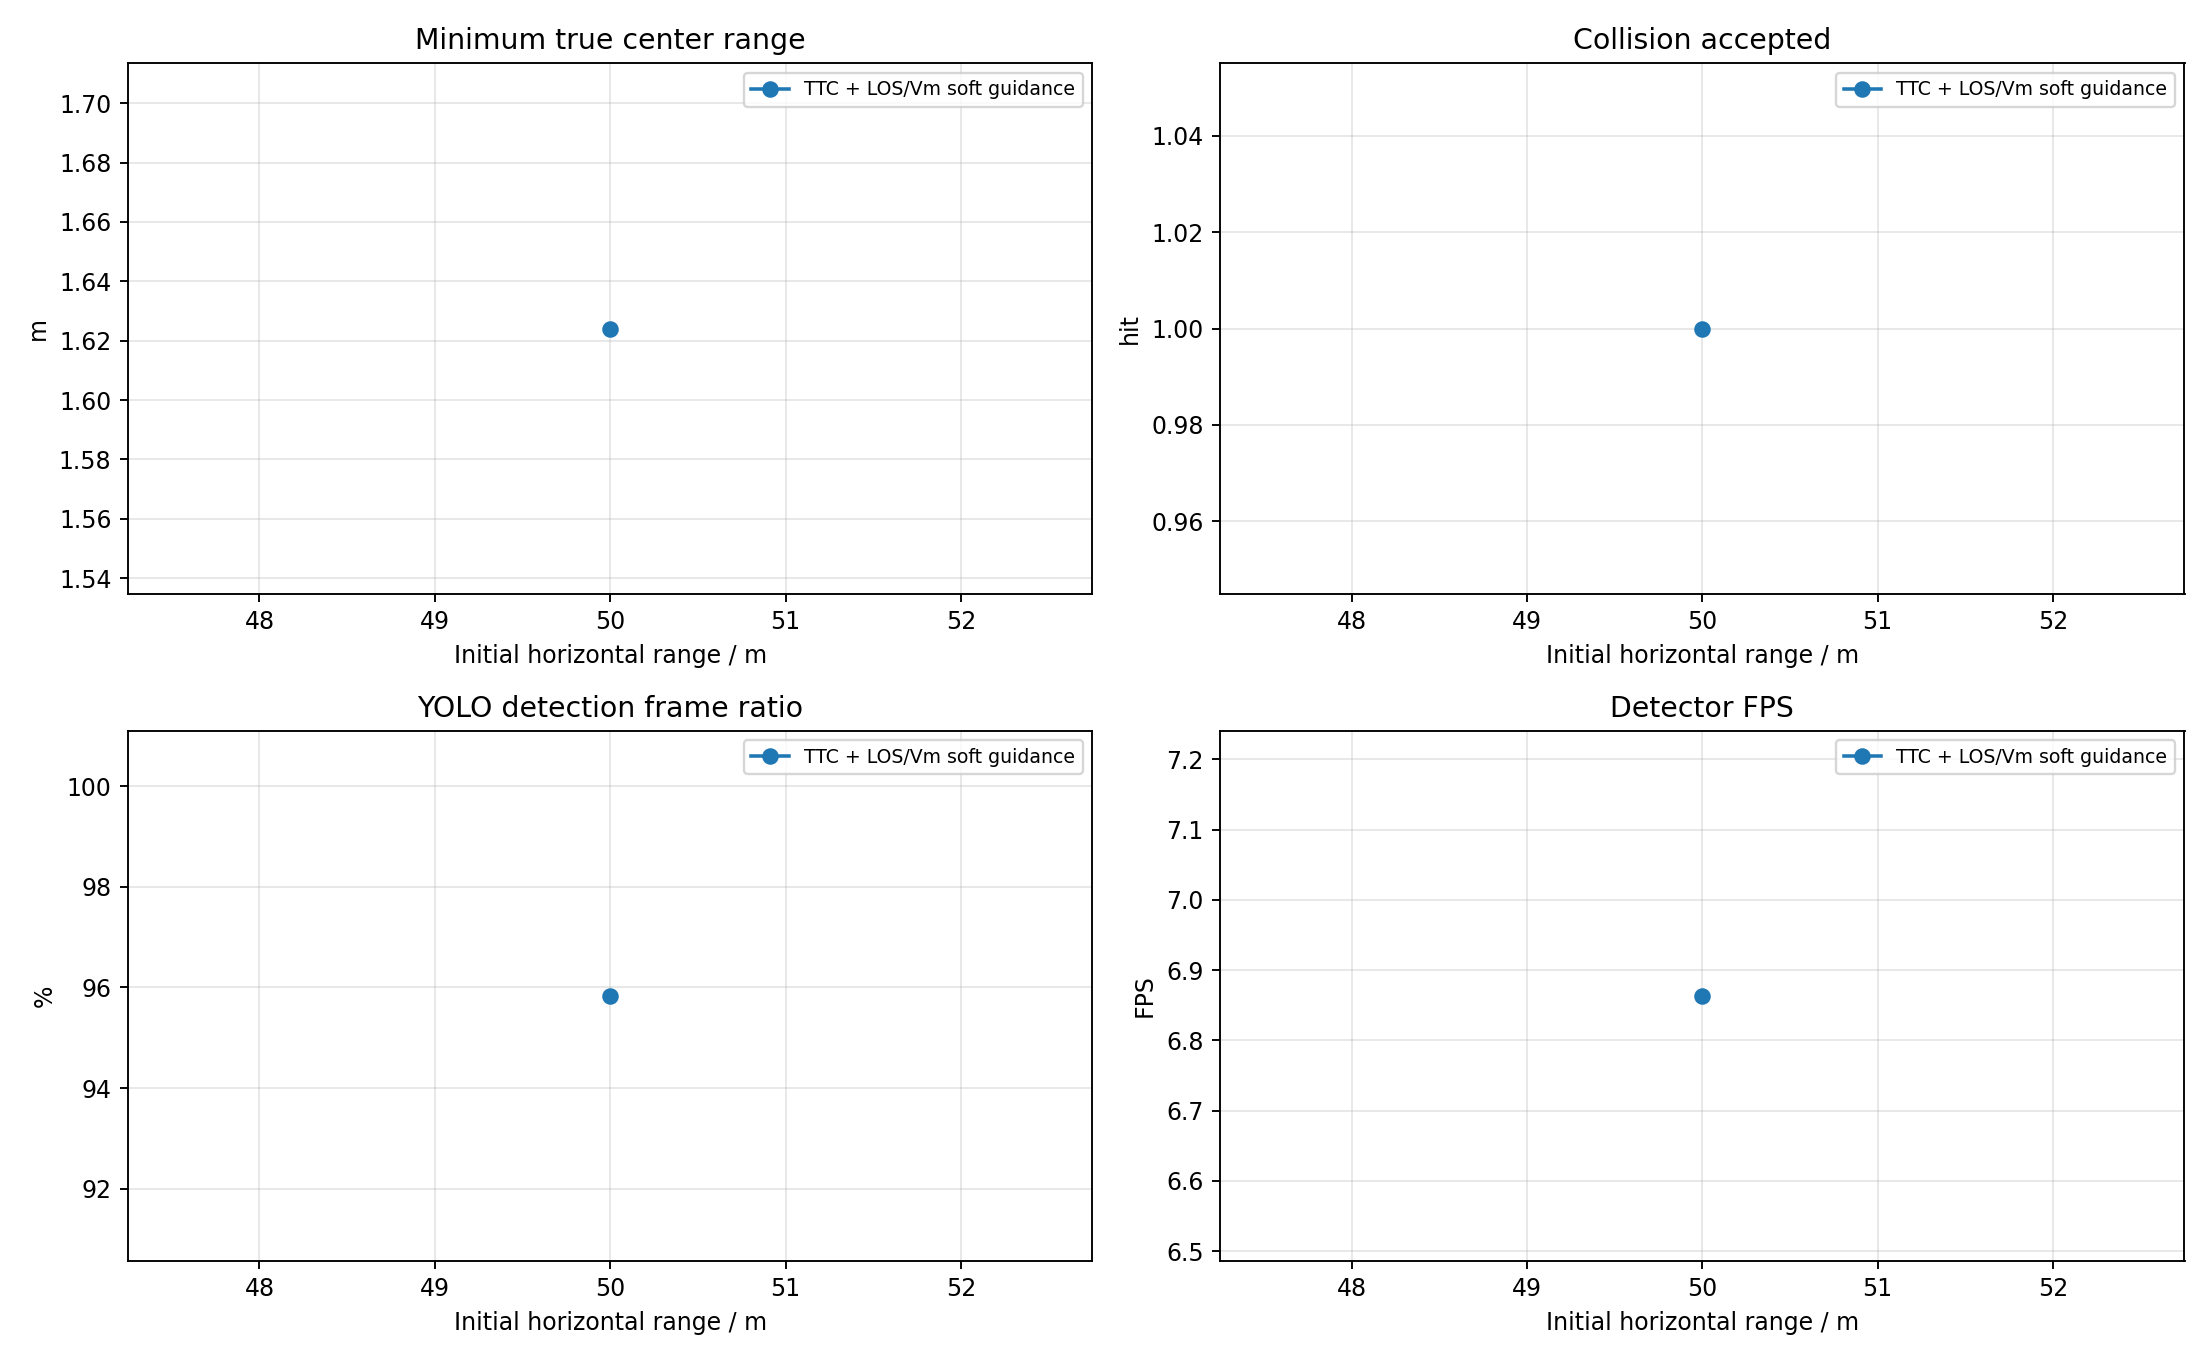 Minimum true center range
TTC + LOS/Vm soft guidance
m
1.70
1.68
1.66
1.64
1.62
1.60
1.58
1.56
1.54
48 49 50 51 52
Initial horizontal range / m
Collision accepted
TTC + LOS/Vm soft guidance
hit
1.04
1.02
1.00
0.98
0.96
48 49 50 51 52
Initial horizontal range / m
YOLO detection frame ratio
TTC + LOS/Vm soft guidance
%
100
98
96
94
92
48 49 50 51 52
Initial horizontal range / m
Detector FPS
TTC + LOS/Vm soft guidance
FPS
7.2
7.1
7.0
6.9
6.8
6.7
6.6
6.5
48 49 50 51 52
Initial horizontal range / m